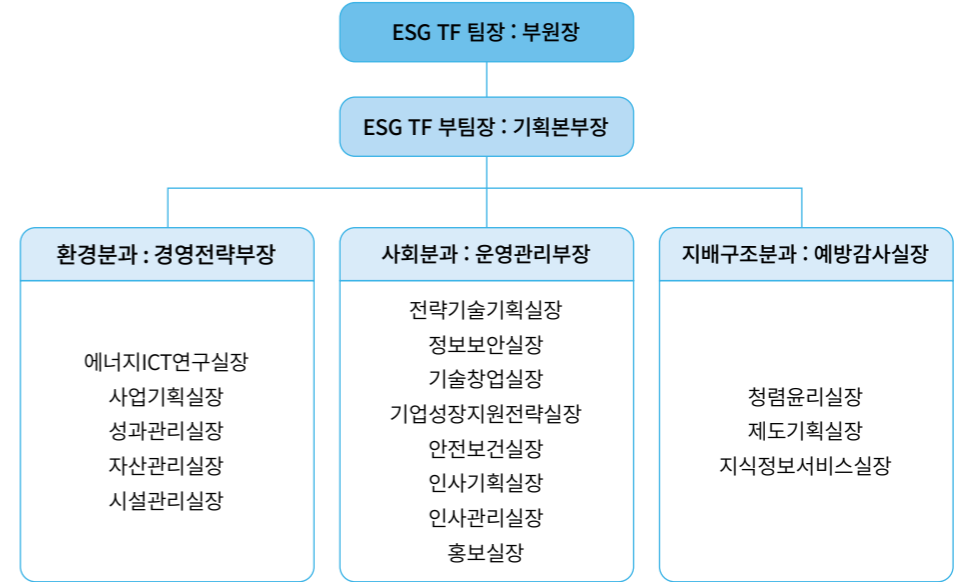 ESG TF 팀장 : 부원장
ESG TF 부팀장 : 기획본부장
환경분과 : 경영전략부장
에너지ICT연구실장
사업기획실장
성과관리실장
자산관리실장
시설관리실장
사회분과 : 운영관리부장
전략기술기획실장
정보보안실장
기술창업실장
기업성장지원전략실장
안전보건실장
인사기획실장
인사관리실장
홍보실장
지배구조분과 : 예방감사실장
청렴윤리실장
제도기획실장
지식정보서비스실장